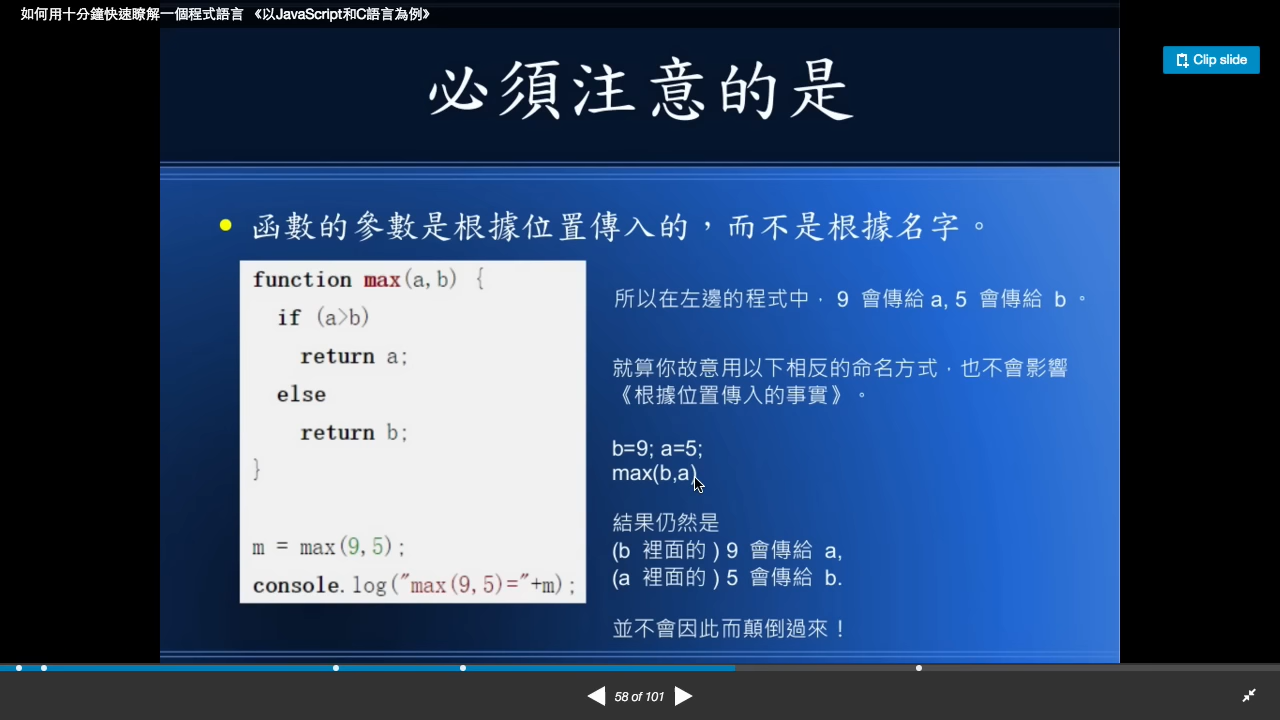 如何用十分鐘快速瞭解一個程式語言 《以JavaScript和C語言為例》
Clip slide
必須注意的是
函數的參數是根據位置傳入的，而不是根據名字。
function max(a,b) {
if (a>b)
return a;
else
return b;
}
m = max(9,5);
console.log("max(9,5)="+m);
所以在左邊的程式中， 9 會傳給 a, 5 會傳給 b 。
就算你故意用以下相反的命名方式，也不會影響
《根據位置傳入的事實》。
b=9; a=5;
max(b,a)
結果仍然是
(b 裡面的 ) 9 會傳給 a,
(a 裡面的 ) 5 會傳給 b.
並不會因此而顛倒過來！
58 of 101